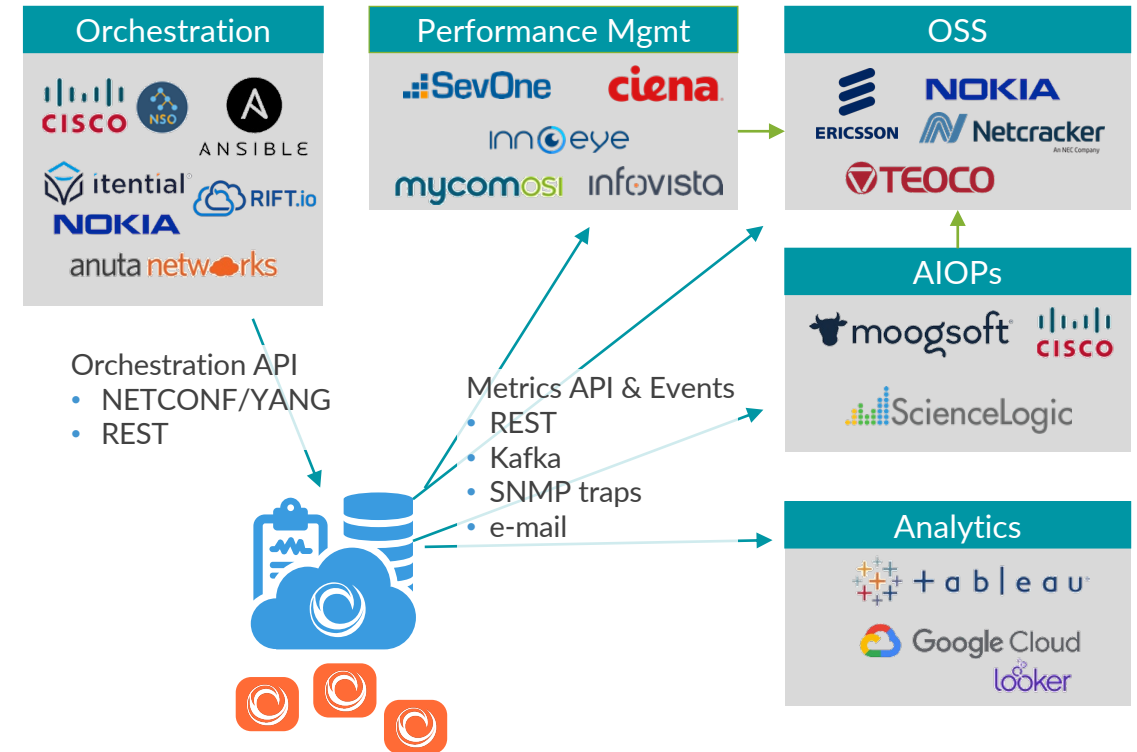 Orchestration
CISCO
NSO
ANSIBLE
itential
RIFT.io
NOKIA
anuta networks
Performance Mgmt
SevOne
ciena
innoeye
mycomosi
infovista
OSS
ERICSSON
NOKIA
Netcracker
An NEC Company
TEOCO
AIOPs
moogsoft
CISCO
ScienceLogic
Analytics
+ableau
Google Cloud
looker
Orchestration API
• NETCONF/YANG
• REST
Metrics API & Events
• REST
• Kafka
• SNMP traps
• e-mail